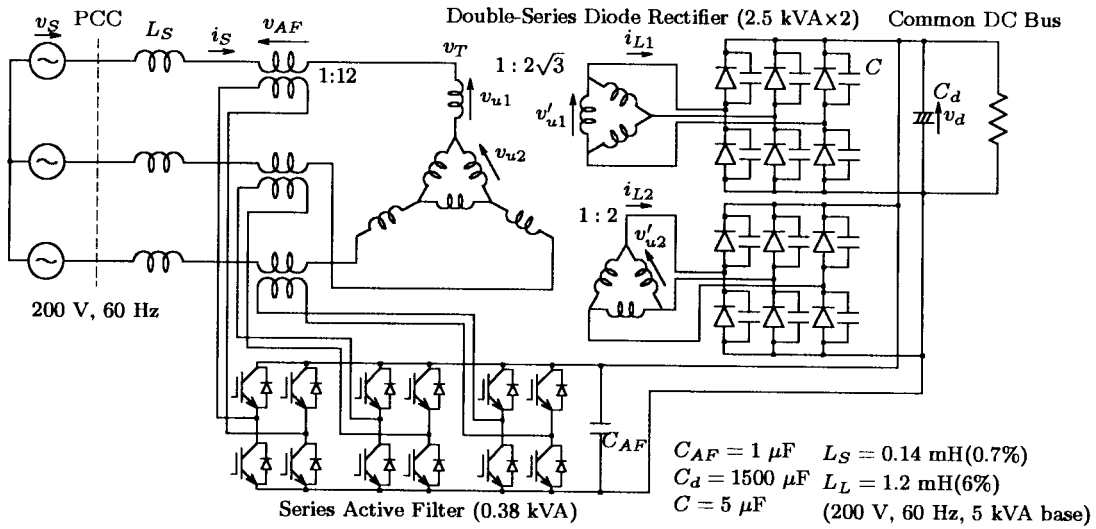 Double-Series Diode Rectifier (2.5 kVA×2)
Common DC Bus
v_S
PCC
L_S
i_S
v_AF
1:12
v_T
v_u1
v_u2
1 : 2√3
v'_u1
i_L1
C
C_d
v_d
i_L2
1 : 2
v'_u2
200 V, 60 Hz
C_AF
Series Active Filter (0.38 kVA)
C_AF = 1 μF
L_S = 0.14 mH(0.7%)
C_d = 1500 μF
L_L = 1.2 mH(6%)
C = 5 μF
(200 V, 60 Hz, 5 kVA base)